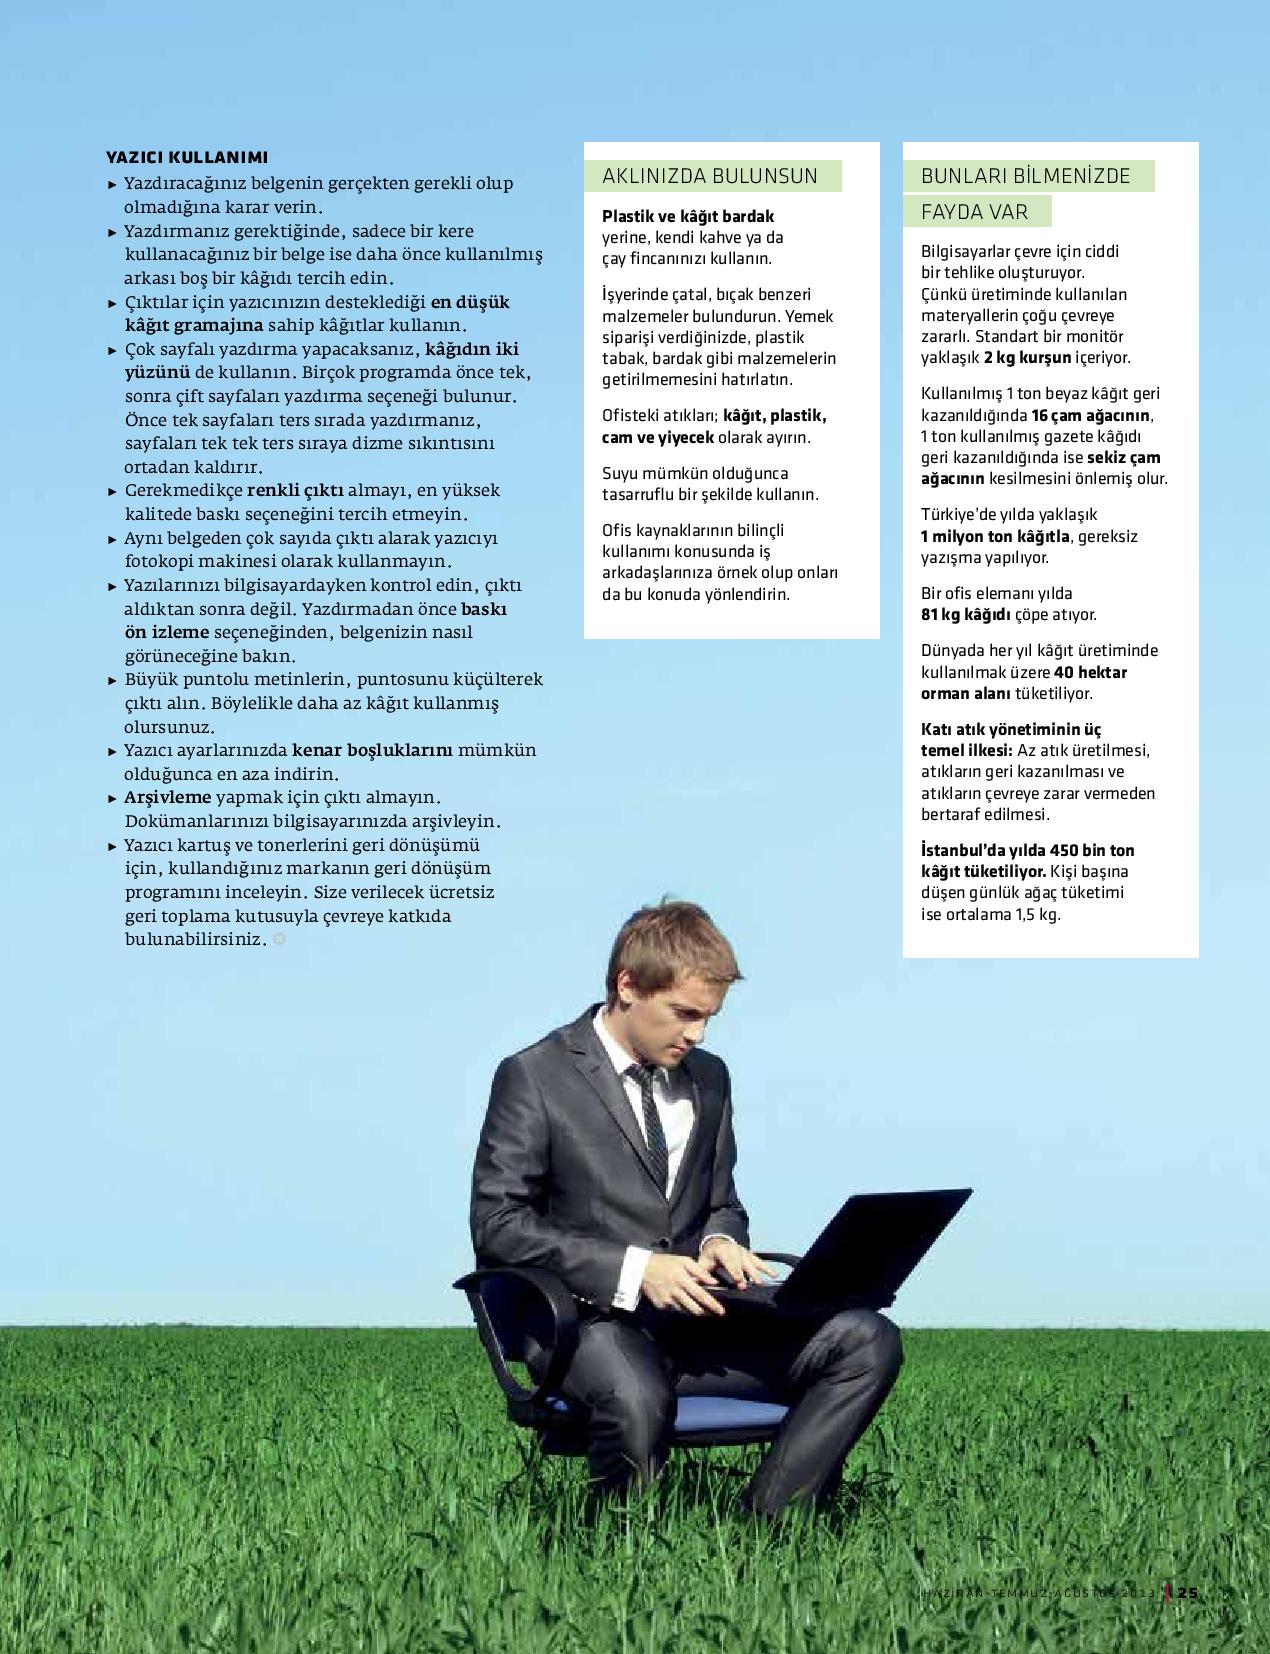 YAZICI KULLANIMI
► Yazdıracağınız belgenin gerçekten gerekli olup
olmadığına karar verin.
► Yazdırmanız gerektiğinde, sadece bir kere
kullanacağınız bir belge ise daha önce kullanılmış
arkası boş bir kâğıdı tercih edin.
► Çıktılar için yazıcınızın desteklediği en düşük
kâğıt gramajına sahip kâğıtlar kullanın.
► Çok sayfalı yazdırma yapacaksanız, kâğıdın iki
yüzünü de kullanın. Birçok programda önce tek,
sonra çift sayfaları yazdırma seçeneği bulunur.
Önce tek sayfaları ters sırada yazdırmanız,
sayfaları tek tek ters sıraya dizme sıkıntısını
ortadan kaldırır.
► Gerekmedikçe renkli çıktı almayı, en yüksek
kalitede baskı seçeneğini tercih etmeyin.
► Aynı belgeden çok sayıda çıktı alarak yazıcıyı
fotokopi makinesi olarak kullanmayın.
► Yazılarınızı bilgisayardayken kontrol edin, çıktı
aldıktan sonra değil. Yazdırmadan önce baskı
ön izleme seçeneğinden, belgenizin nasıl
görüneceğine bakın.
► Büyük puntolu metinlerin, puntosunu küçülterek
çıktı alın. Böylelikle daha az kâğıt kullanmış
olursunuz.
► Yazıcı ayarlarınızda kenar boşluklarını mümkün
olduğunca en aza indirin.
► Arşivleme yapmak için çıktı almayın.
Dokümanlarınızı bilgisayarınızda arşivleyin.
► Yazıcı kartuş ve tonerlerini geri dönüşümü
için, kullandığınız markanın geri dönüşüm
programını inceleyin. Size verilecek ücretsiz
geri toplama kutusuyla çevreye katkıda
bulunabilirsiniz.
AKLINIZDA BULUNSUN
Plastik ve kâğıt bardak
yerine, kendi kahve ya da
çay fincanınızı kullanın.
İşyerinde çatal, bıçak benzeri
malzemeler bulundurun. Yemek
siparişi verdiğinizde, plastik
tabak, bardak gibi malzemelerin
getirilmemesini hatırlatın.
Ofisteki atıkları; kâğıt, plastik,
cam ve yiyecek olarak ayırın.
Suyu mümkün olduğunca
tasarruflu bir şekilde kullanın.
Ofis kaynaklarının bilinçli
kullanımı konusunda iş
arkadaşlarınıza örnek olup onları
da bu konuda yönlendirin.
BUNLARI BİLMENİZDE
FAYDA VAR
Bilgisayarlar çevre için ciddi
bir tehlike oluşturuyor.
Çünkü üretiminde kullanılan
materyallerin çoğu çevreye
zararlı. Standart bir monitör
yaklaşık 2 kg kurşun içeriyor.
Kullanılmış 1 ton beyaz kâğıt geri
kazanıldığında 16 çam ağacının,
1 ton kullanılmış gazete kâğıdı
geri kazanıldığında ise sekiz çam
ağacının kesilmesini önlemiş olur.
Türkiye'de yılda yaklaşık
1 milyon ton kâğıtla, gereksiz
yazışma yapılıyor.
Bir ofis elemanı yılda
81 kg kâğıdı çöpe atıyor.
Dünyada her yıl kâğıt üretiminde
kullanılmak üzere 40 hektar
orman alanı tüketiliyor.
Katı atık yönetiminin üç
temel ilkesi: Az atık üretilmesi,
atıkların geri kazanılması ve
atıkların çevreye zarar vermeden
bertaraf edilmesi.
İstanbul'da yılda 450 bin ton
kâğıt tüketiliyor. Kişi başına
düşen günlük ağaç tüketimi
ise ortalama 1,5 kg.
HAZİRAN-TEMMUZ-AĞUSTOS 2013 | 25